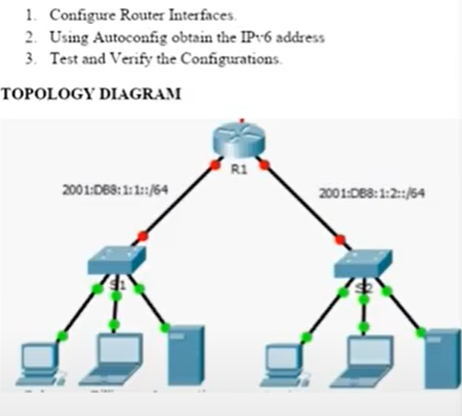 1. Configure Router Interfaces.
2. Using Autoconfig obtain the IPv6 address
3. Test and Verify the Configurations.
TOPOLOGY DIAGRAM
R1
2001:DB8:1:1::/64
2001:DB8:1:2::/64
S1
S2